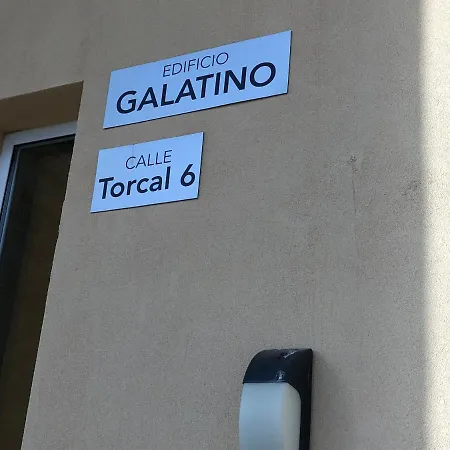 EDIFICIO
GALATINO
CALLE
Torcal 6